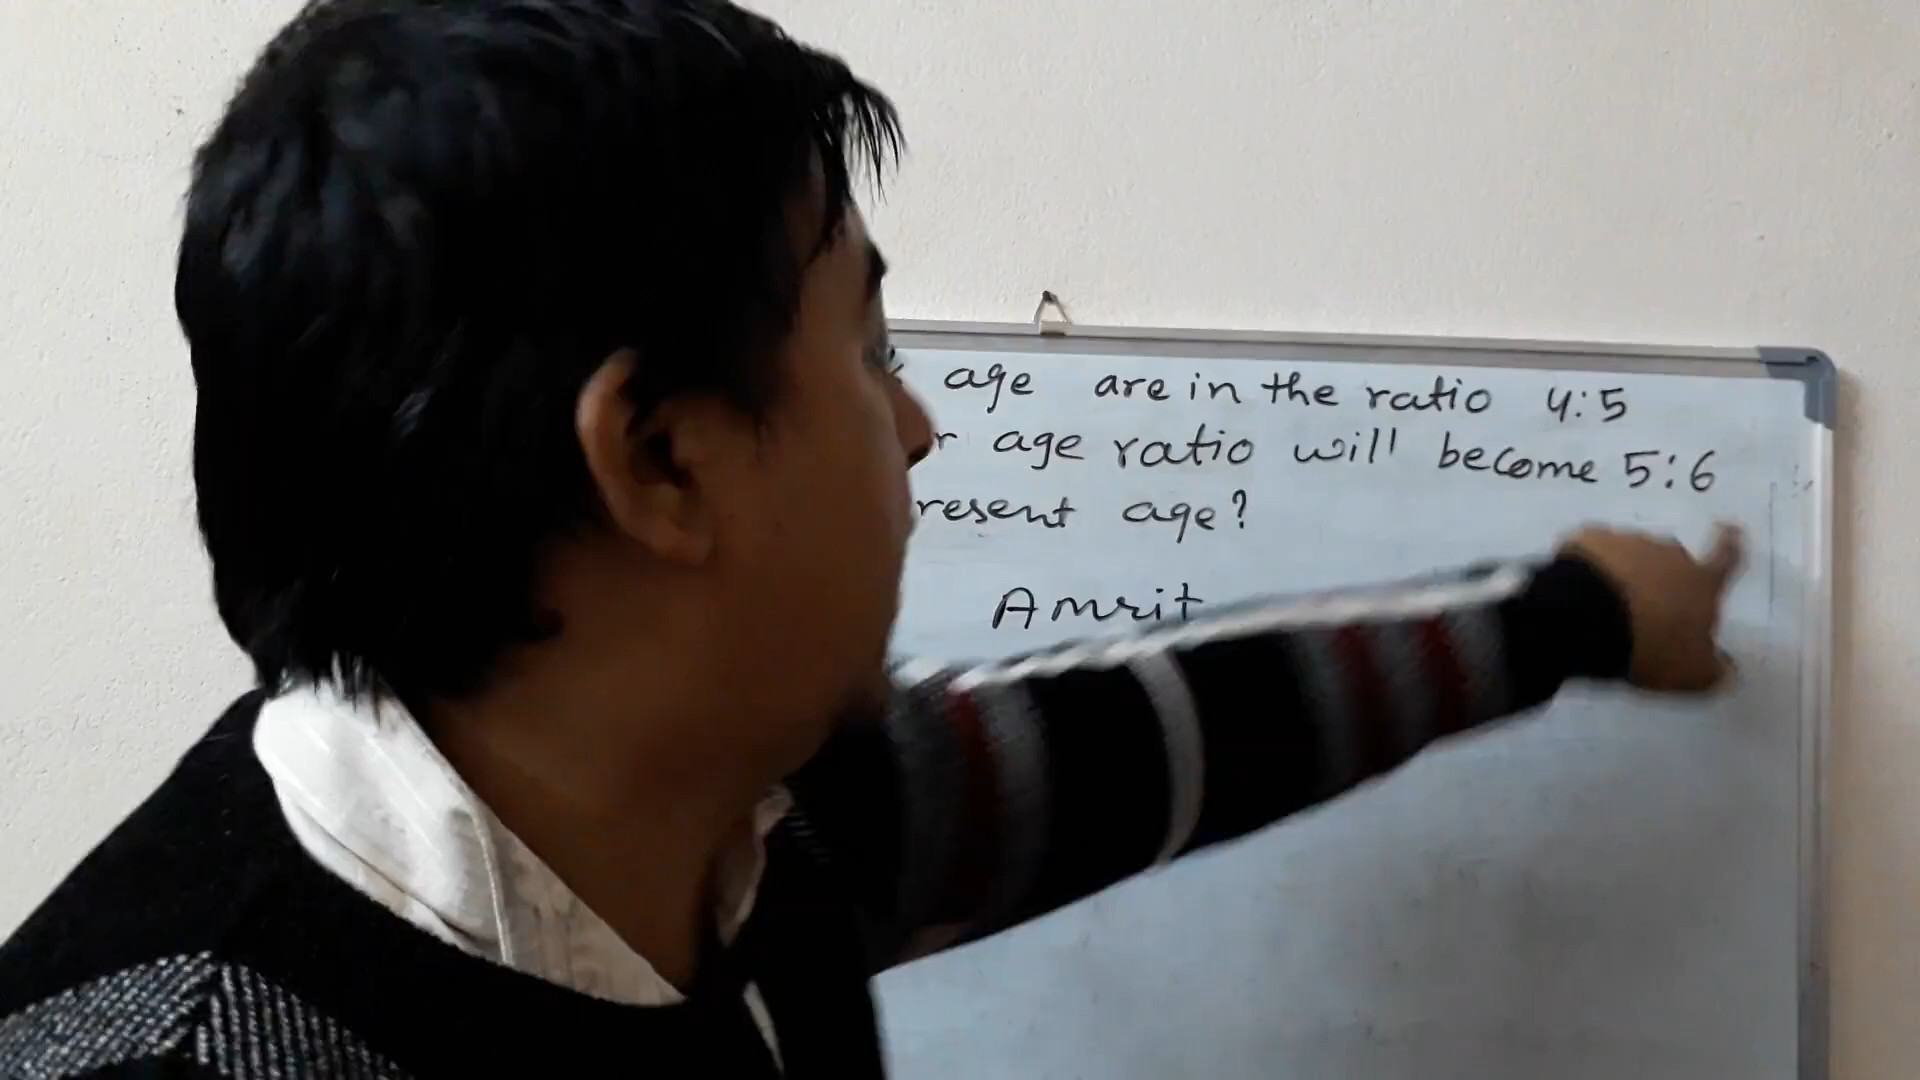 age are in the ratio 4:5
r age ratio will become 5:6
resent age?
Amrit